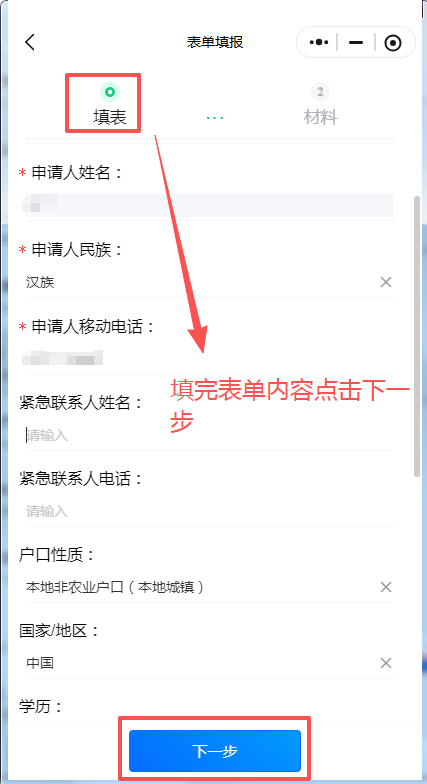 表单填报
填表
...
2
材料
* 申请人姓名：
* 申请人民族：
汉族
* 申请人移动电话：
填完表单内容点击下一
步
紧急联系人姓名：
请输入
紧急联系人电话：
请输入
户口性质：
本地非农业户口（本地城镇）
国家/地区：
中国
学历：
下一步